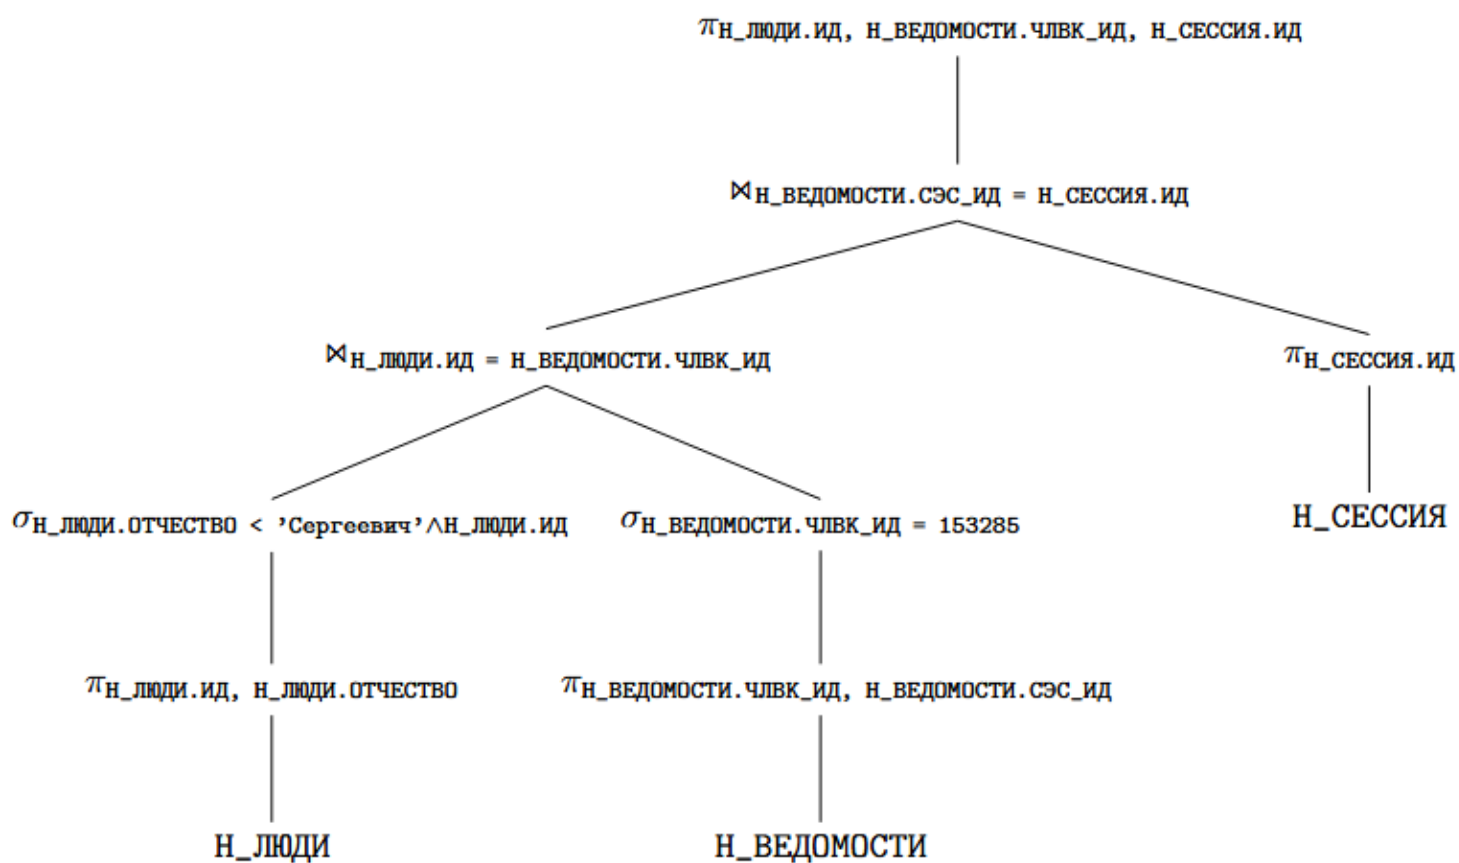 πН_ЛЮДИ.ИД, Н_ВЕДОМОСТИ.ЧЛВК_ИД, Н_СЕССИЯ.ИД
⋈Н_ВЕДОМОСТИ.СЭС_ИД = Н_СЕССИЯ.ИД
⋈Н_ЛЮДИ.ИД = Н_ВЕДОМОСТИ.ЧЛВК_ИД
πН_СЕССИЯ.ИД
σН_ЛЮДИ.ОТЧЕСТВО < ’Сергеевич’∧Н_ЛЮДИ.ИД
σН_ВЕДОМОСТИ.ЧЛВК_ИД = 153285
Н_СЕССИЯ
πН_ЛЮДИ.ИД, Н_ЛЮДИ.ОТЧЕСТВО
πН_ВЕДОМОСТИ.ЧЛВК_ИД, Н_ВЕДОМОСТИ.СЭС_ИД
Н_ЛЮДИ
Н_ВЕДОМОСТИ